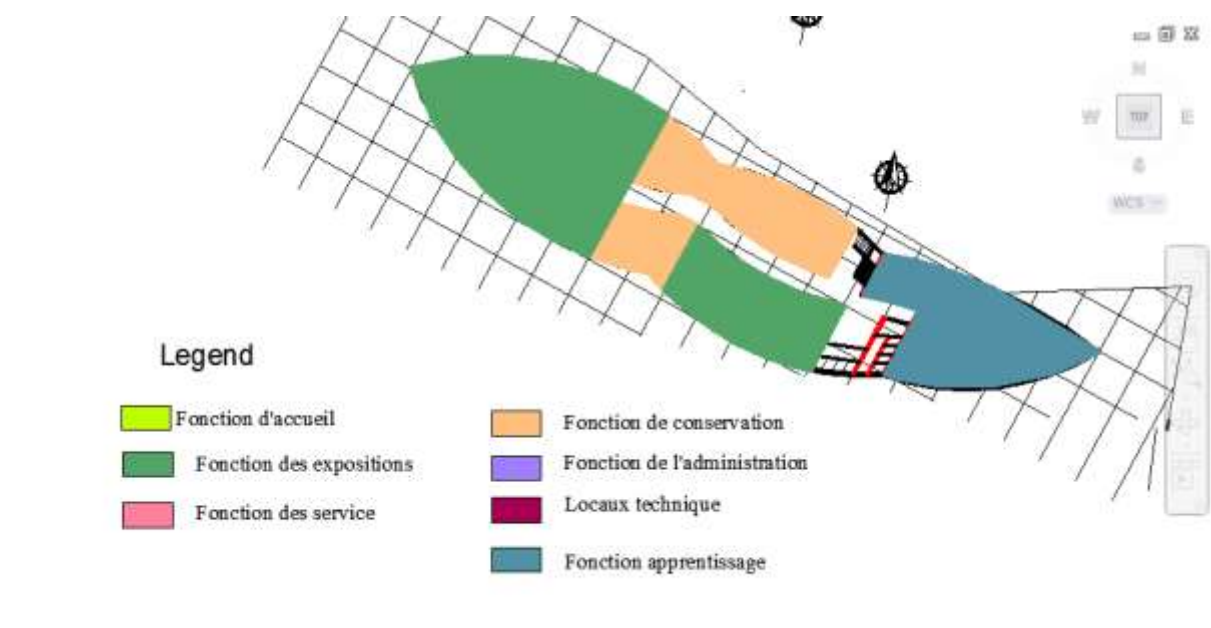 N
W
TOP
E
S
WCS
Legend
Fonction d'accueil
Fonction des expositions
Fonction des service
Fonction de conservation
Fonction de l'administration
Locaux technique
Fonction apprentissage